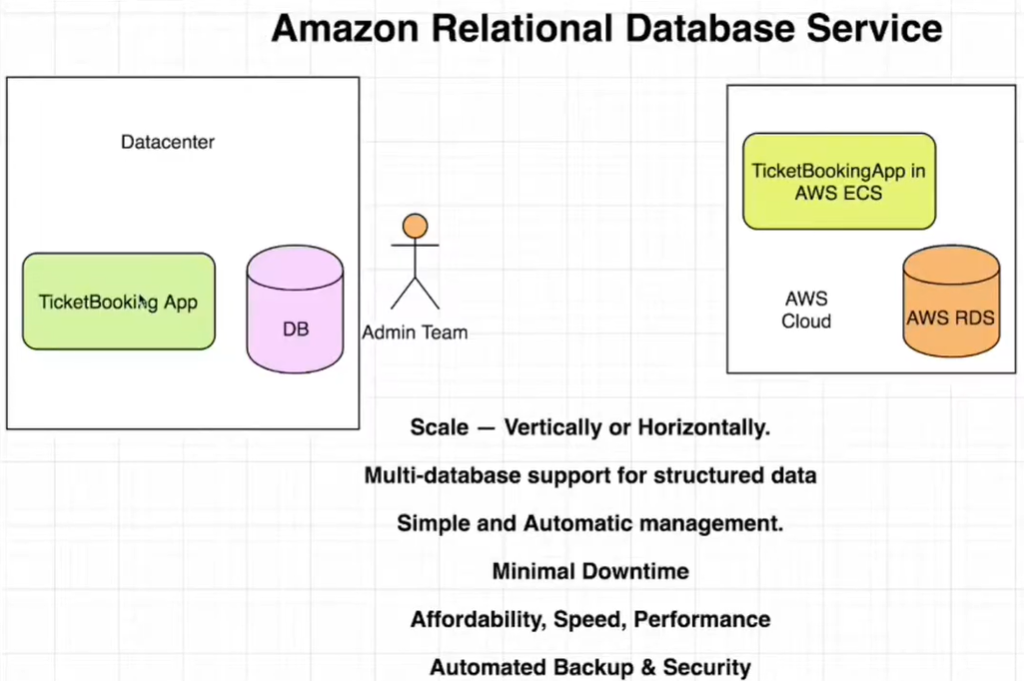 Amazon Relational Database Service
Datacenter
TicketBooking App
DB
Admin Team
TicketBookingApp in
AWS ECS
AWS
Cloud
AWS RDS
Scale — Vertically or Horizontally.
Multi-database support for structured data
Simple and Automatic management.
Minimal Downtime
Affordability, Speed, Performance
Automated Backup & Security